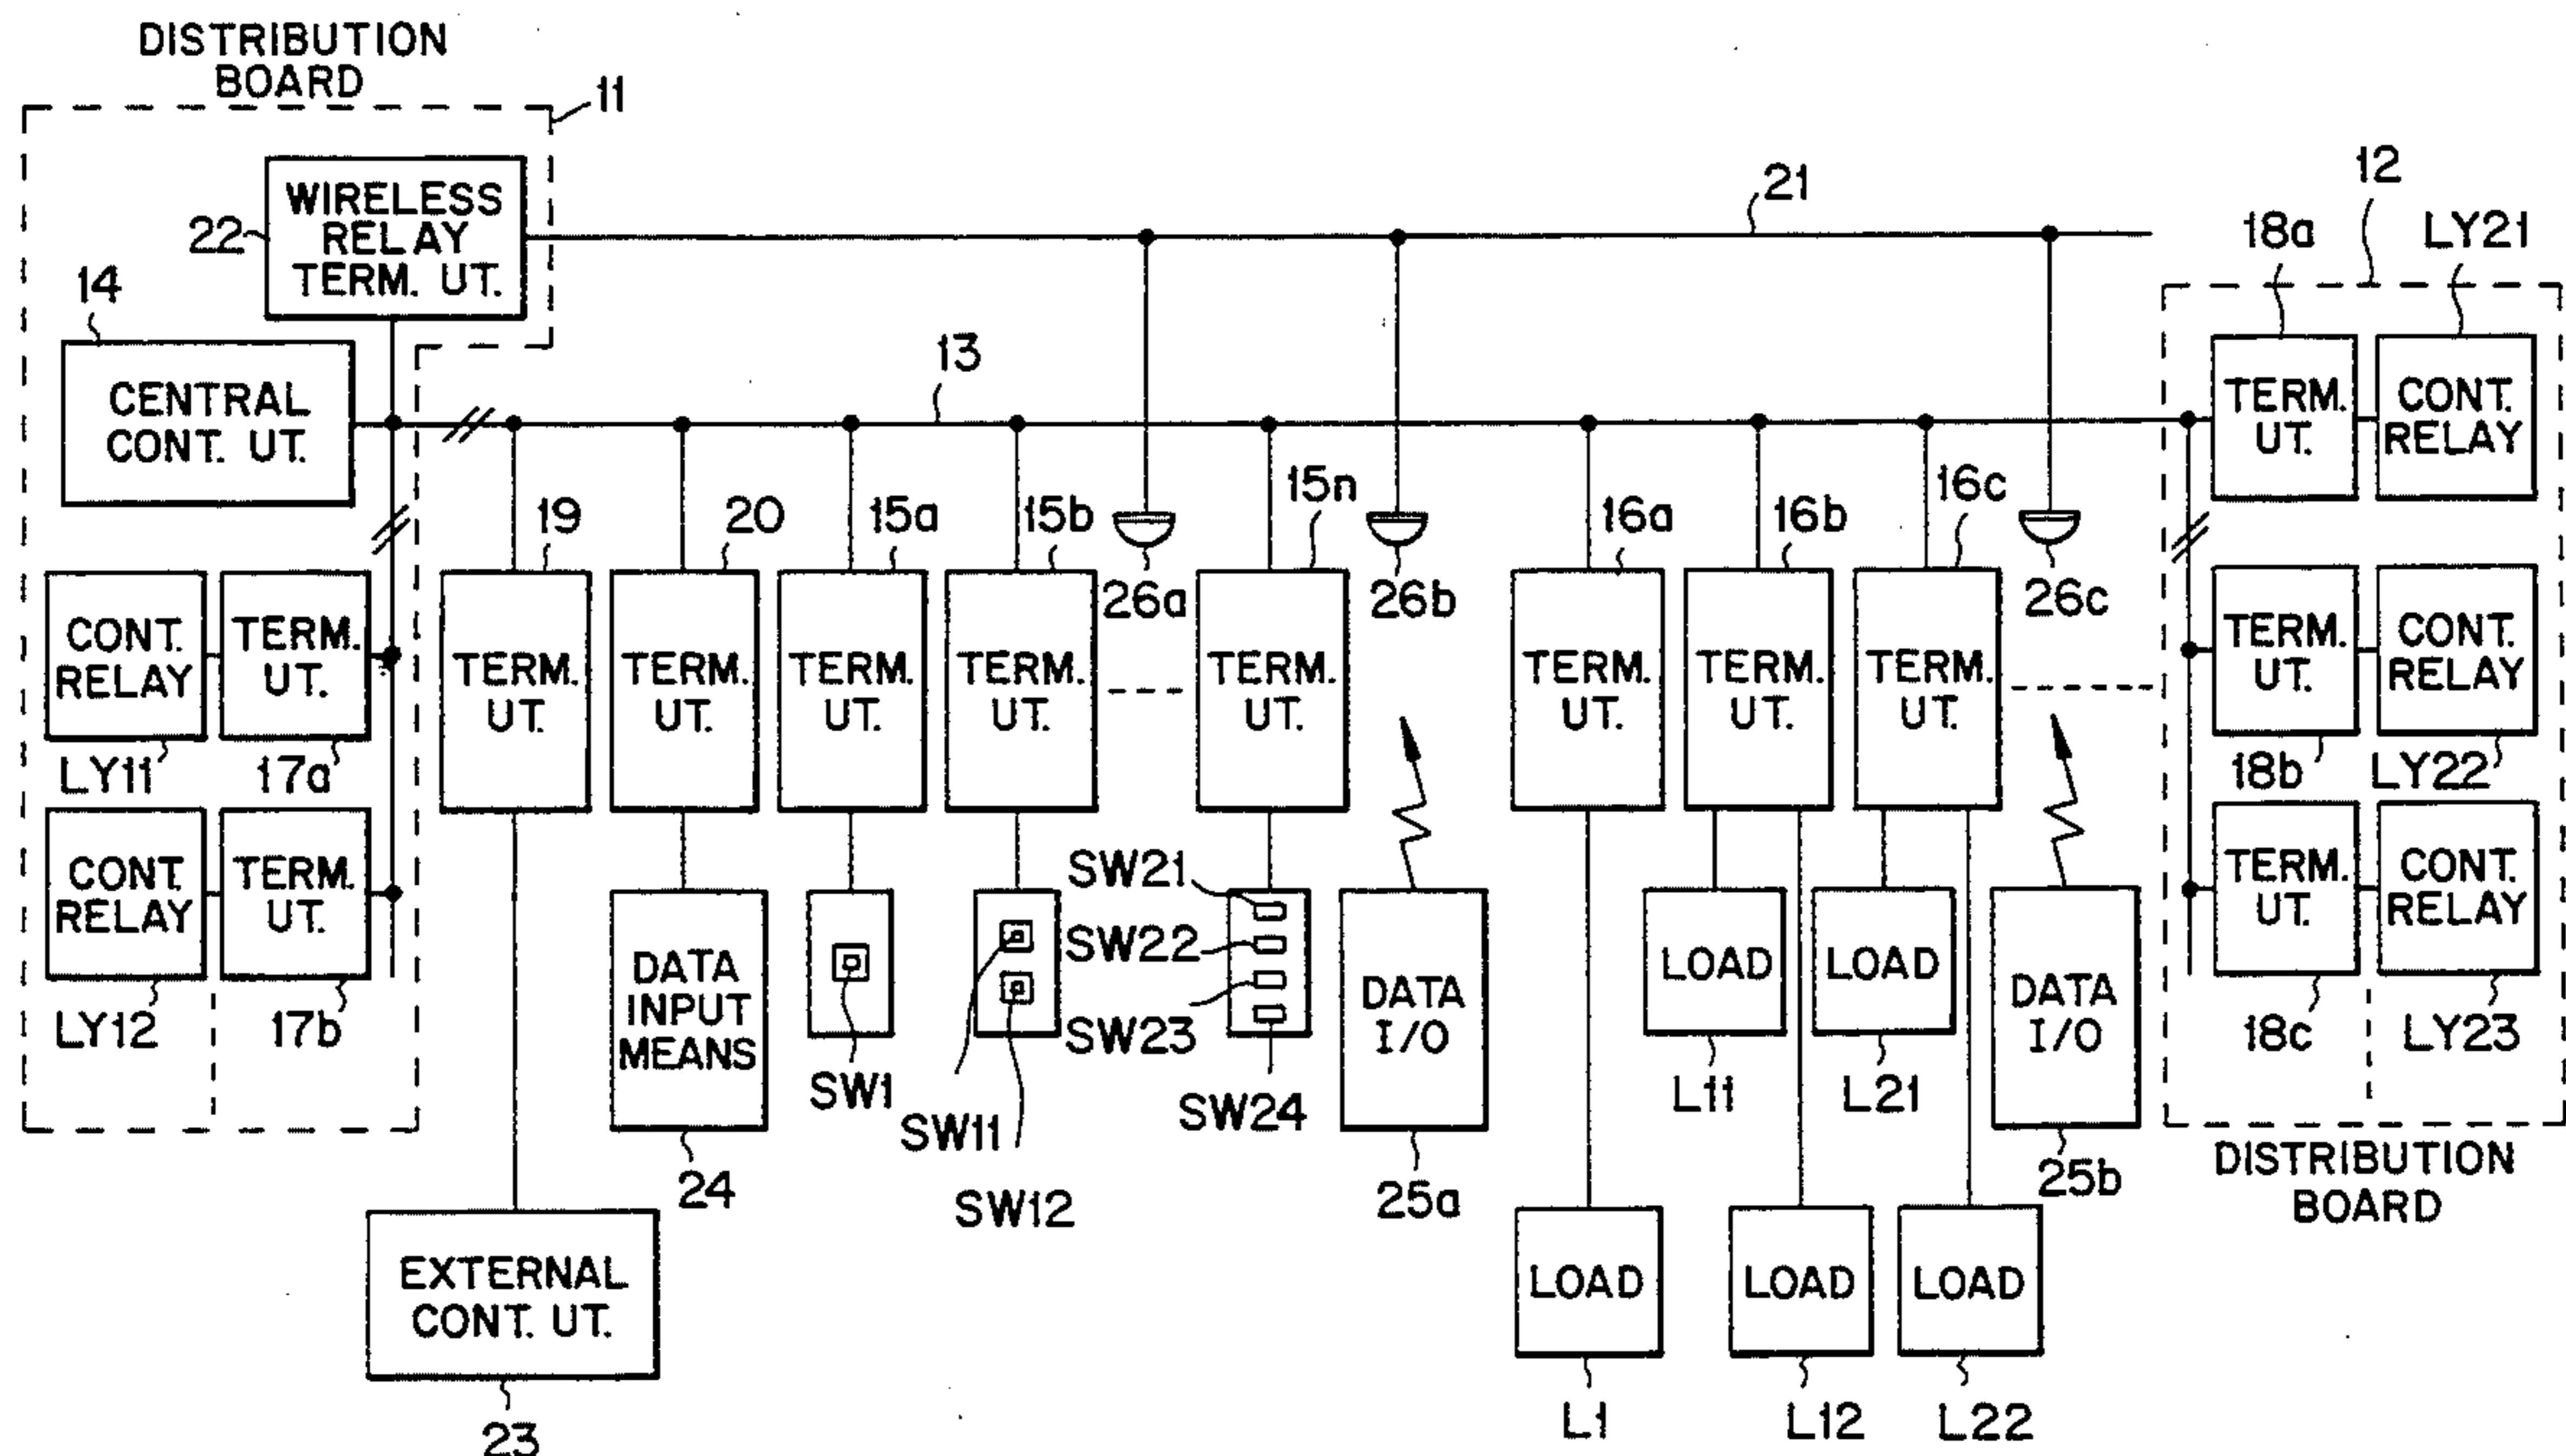 DISTRIBUTION
BOARD
11
WIRELESS
RELAY
TERM. UT.
22
21
12
18a
LY21
14
CENTRAL
CONT. UT.
13
TERM.
UT.
CONT.
RELAY
19
20
15a
15b
26a
15n
26b
16a
16b
16c
26c
CONT.
RELAY
TERM.
UT.
LY11
17a
TERM.
UT.
TERM.
UT.
TERM.
UT.
TERM.
UT.
TERM.
UT.
TERM.
UT.
TERM.
UT.
TERM.
UT.
TERM.
UT.
CONT.
RELAY
18b
LY22
CONT.
RELAY
TERM.
UT.
LY12
17b
DATA
INPUT
MEANS
24
SW1
SW11
SW12
SW21
SW22
SW23
SW24
DATA
I/O
25a
LOAD
L11
LOAD
L21
DATA
I/O
25b
TERM.
UT.
CONT.
RELAY
18c
LY23
DISTRIBUTION
BOARD
EXTERNAL
CONT. UT.
23
LOAD
L1
LOAD
L12
LOAD
L22